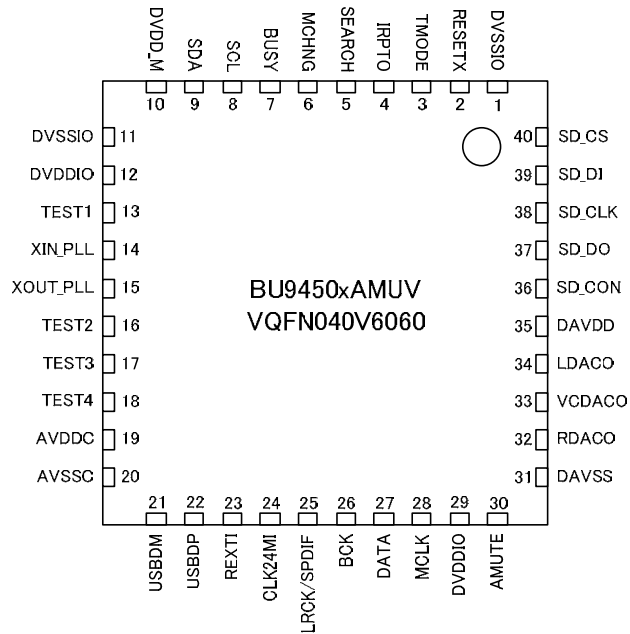 DVDD_M
SDA
SCL
BUSY
MCHNG
SEARCH
IRPTO
TMODE
RESETX
DVSSIO
10 9 8 7 6 5 4 3 2 1
DVSSIO 11
DVDDIO 12
TEST1 13
XIN_PLL 14
XOUT_PLL 15
TEST2 16
TEST3 17
TEST4 18
AVDDC 19
AVSSC 20
BU9450xAMUV
VQFN040V6060
40 SD_CS
39 SD_DI
38 SD_CLK
37 SD_DO
36 SD_CON
35 DAVDD
34 LDACO
33 VCDACO
32 RDACO
31 DAVSS
21 22 23 24 25 26 27 28 29 30
USBDM
USBDP
REXTI
CLK24MI
LRCK/SPDIF
BCK
DATA
MCLK
DVDDIO
AMUTE